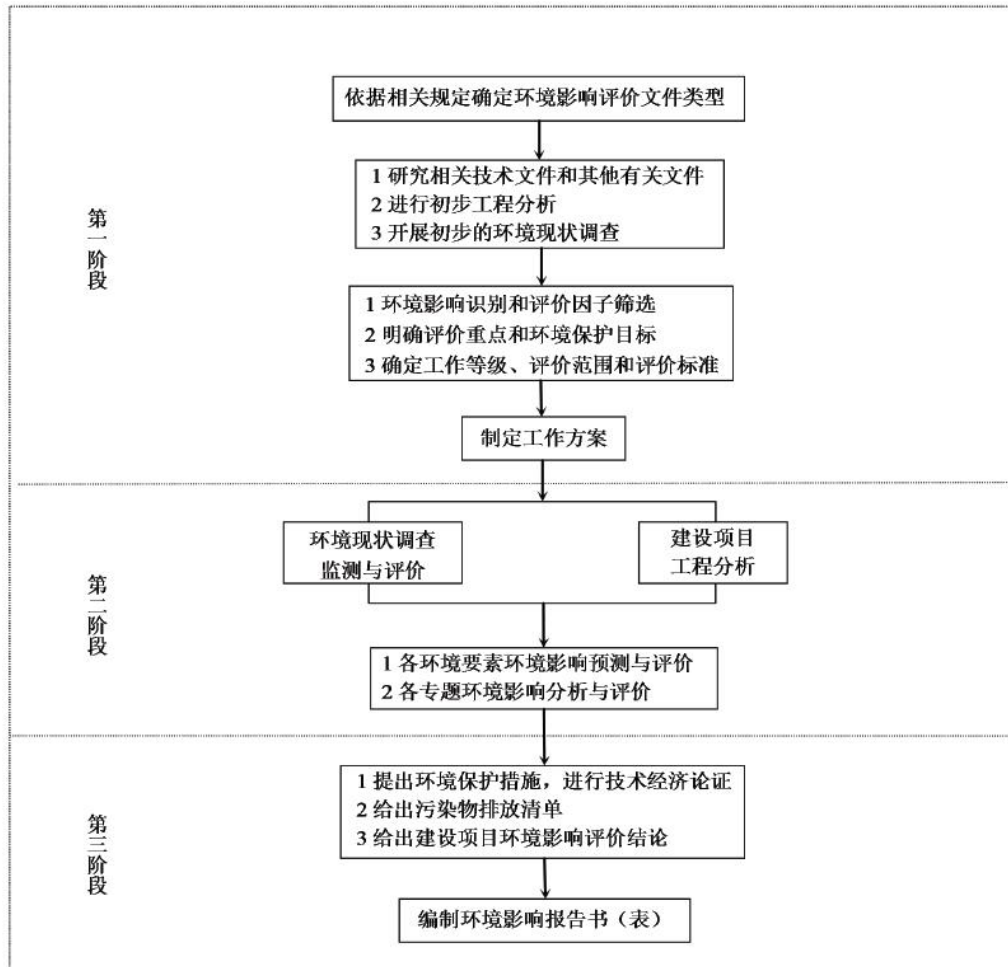 依据相关规定确定环境影响评价文件类型
1 研究相关技术文件和其他有关文件
2 进行初步工程分析
3 开展初步的环境现状调查
第一阶段
1 环境影响识别和评价因子筛选
2 明确评价重点和环境保护目标
3 确定工作等级、评价范围和评价标准
制定工作方案
环境现状调查
监测与评价
建设项目
工程分析
第二阶段
1 各环境要素环境影响预测与评价
2 各专题环境影响分析与评价
1 提出环境保护措施，进行技术经济论证
2 给出污染物排放清单
3 给出建设项目环境影响评价结论
第三阶段
编制环境影响报告书（表）